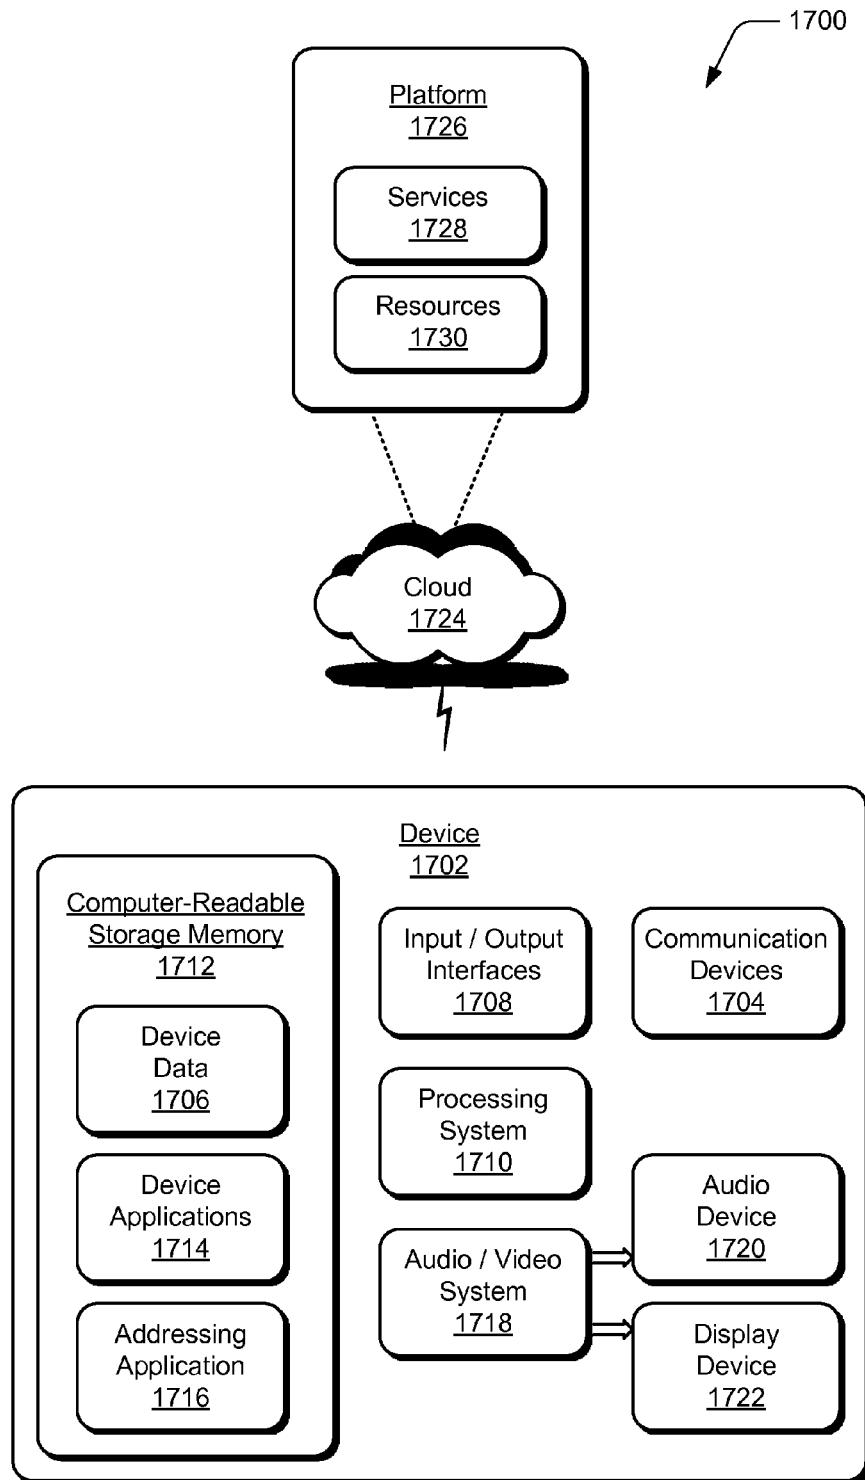 1700
Platform
1726
Services
1728
Resources
1730
Cloud
1724
Device
1702
Computer-Readable
Storage Memory
1712
Device
Data
1706
Device
Applications
1714
Addressing
Application
1716
Input / Output
Interfaces
1708
Communication
Devices
1704
Processing
System
1710
Audio / Video
System
1718
Audio
Device
1720
Display
Device
1722